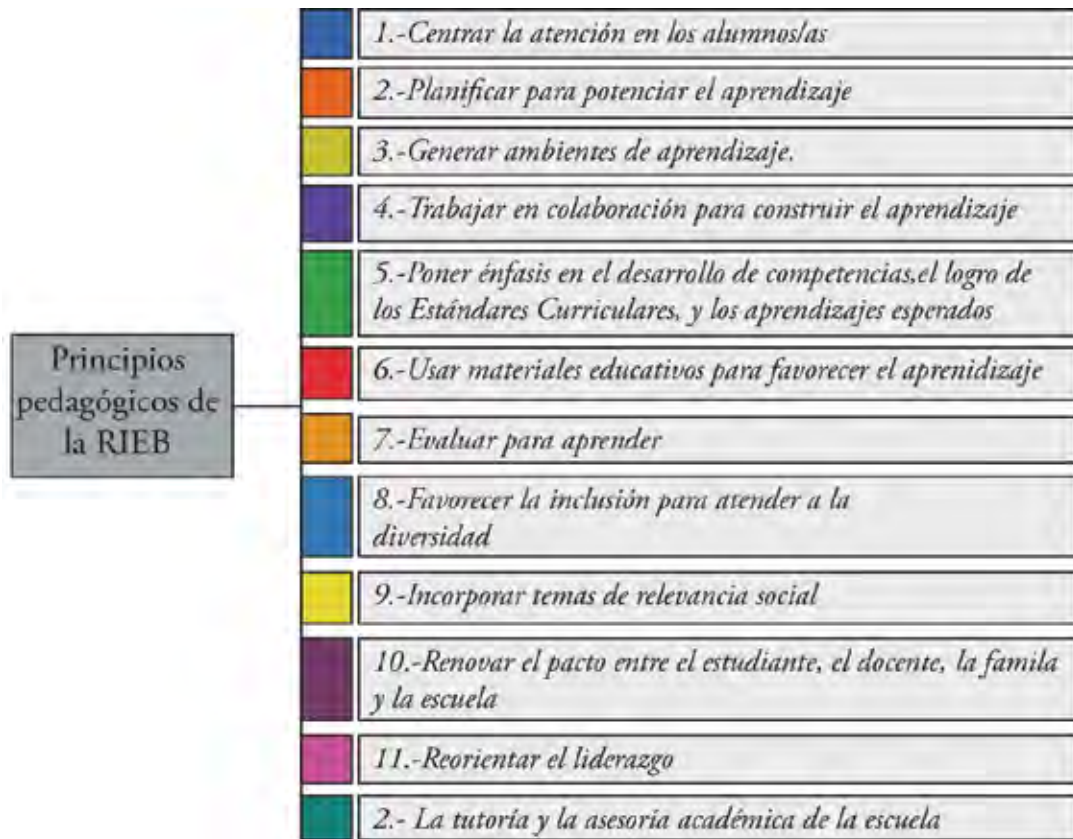 1.-Centrar la atención en los alumnos/as
2.-Planificar para potenciar el aprendizaje
3.-Generar ambientes de aprendizaje.
4.-Trabajar en colaboración para construir el aprendizaje
5.-Poner énfasis en el desarrollo de competencias,el logro de
los Estándares Curriculares, y los aprendizajes esperados
Principios
pedagógicos de
la RIEB
6.-Usar materiales educativos para favorecer el aprenidizaje
7.-Evaluar para aprender
8.-Favorecer la inclusión para atender a la
diversidad
9.-Incorporar temas de relevancia social
10.-Renovar el pacto entre el estudiante, el docente, la famila
y la escuela
11.-Reorientar el liderazgo
2.- La tutoría y la asesoría académica de la escuela